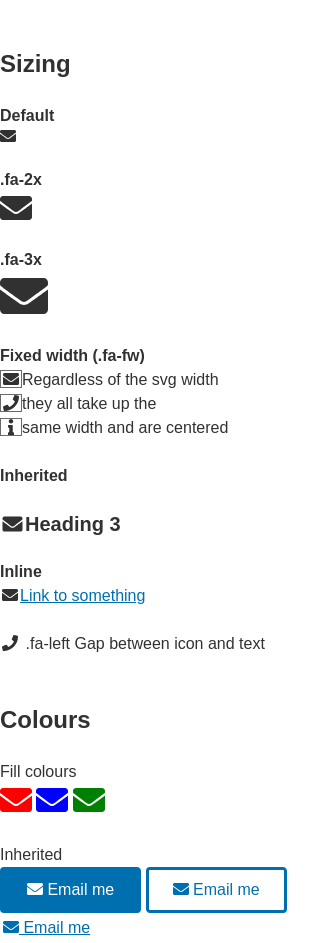 Sizing
Default
.fa-2x
.fa-3x
Fixed width (.fa-fw)
Regardless of the svg width
they all take up the
same width and are centered
Inherited
Heading 3
Inline
Link to something
.fa-left Gap between icon and text
Colours
Fill colours
Inherited
Email me Email me
Email me